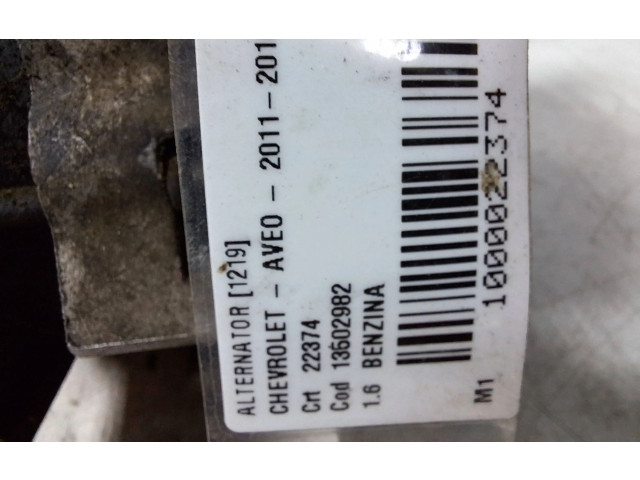 ALTERNATOR [1219]
CHEVROLET - AVEO - 2011-201
Crt 22374
Cod 13502982
1.6 BENZINA
1000022374
M1